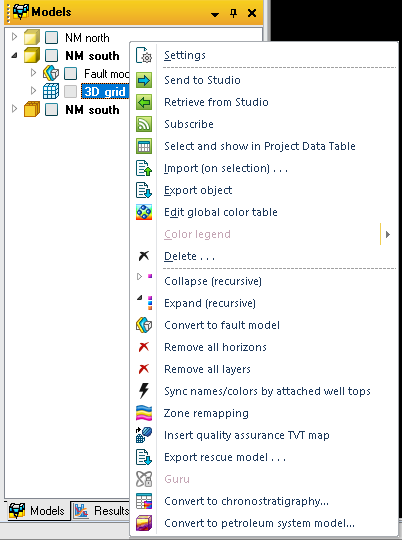 Models
NM north
NM south
Fault moc
3D_grid
NM south
Settings
Send to Studio
Retrieve from Studio
Subscribe
Select and show in Project Data Table
Import (on selection) . . .
Export object
Edit global color table
Color legend
Delete . . .
Collapse (recursive)
Expand (recursive)
Convert to fault model
Remove all horizons
Remove all layers
Sync names/colors by attached well tops
Zone remapping
Insert quality assurance TVT map
Export rescue model . . .
Guru
Convert to chronostratigraphy...
Convert to petroleum system model...
Models
Results